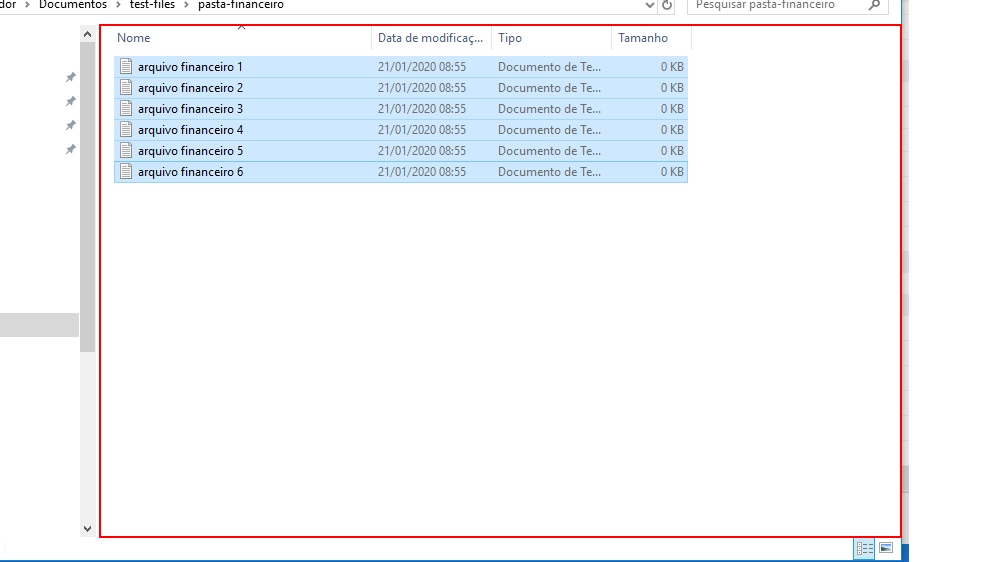 dor > Documentos > test-files > pasta-financeiro
Pesquisar pasta-financeiro
Nome Data de modificaç... Tipo Tamanho
arquivo financeiro 1 21/01/2020 08:55 Documento de Te... 0 KB
arquivo financeiro 2 21/01/2020 08:55 Documento de Te... 0 KB
arquivo financeiro 3 21/01/2020 08:55 Documento de Te... 0 KB
arquivo financeiro 4 21/01/2020 08:55 Documento de Te... 0 KB
arquivo financeiro 5 21/01/2020 08:55 Documento de Te... 0 KB
arquivo financeiro 6 21/01/2020 08:55 Documento de Te... 0 KB